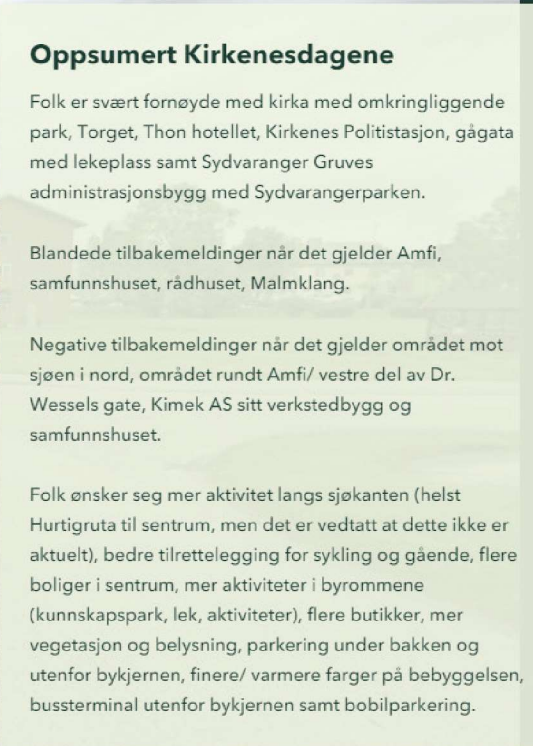 Oppsumert Kirkenesdagene
Folk er svært fornøyde med kirka med omkringliggende
park, Torget, Thon hotellet, Kirkenes Politistasjon, gågata
med lekeplass samt Sydvaranger Gruves
administrasjonsbygg med Sydvarangerparken.
Blandede tilbakemeldinger når det gjelder Amfi,
samfunnshuset, rådhuset, Malmklang.
Negative tilbakemeldinger når det gjelder området mot
sjøen i nord, området rundt Amfi/ vestre del av Dr.
Wessels gate, Kimek AS sitt verkstedbygg og
samfunnshuset.
Folk ønsker seg mer aktivitet langs sjøkanten (helst
Hurtigruta til sentrum, men det er vedtatt at dette ikke er
aktuelt), bedre tilrettelegging for sykling og gående, flere
boliger i sentrum, mer aktiviteter i byrommene
(kunnskapspark, lek, aktiviteter), flere butikker, mer
vegetasjon og belysning, parkering under bakken og
utenfor bykjernen, finere/ varmere farger på bebyggelsen,
bussterminal utenfor bykjernen samt bobilparkering.